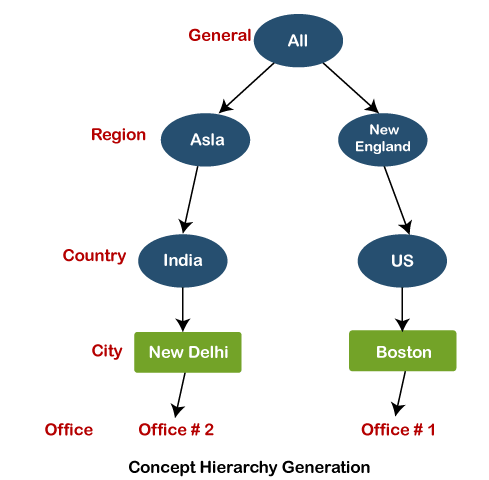 General
All
Region
Asla
New
England
Country
India
US
City
New Delhi
Boston
Office
Office # 2
Office # 1
Concept Hierarchy Generation